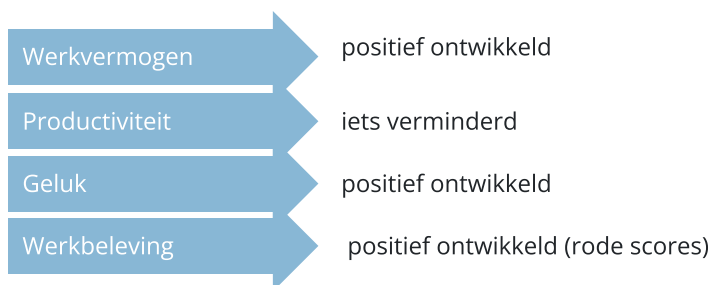 Werkvermogen positief ontwikkeld
Productiviteit iets verminderd
Geluk positief ontwikkeld
Werkbeleving positief ontwikkeld (rode scores)